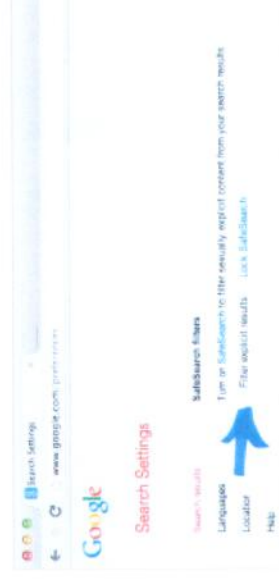 Search Settings
www.google.com/preferences
Google
Search Settings
Search results
Languages
Location
Help
SafeSearch filters
Turn on SafeSearch to filter sexually explicit content from your search results
Filter explicit results Lock SafeSearch